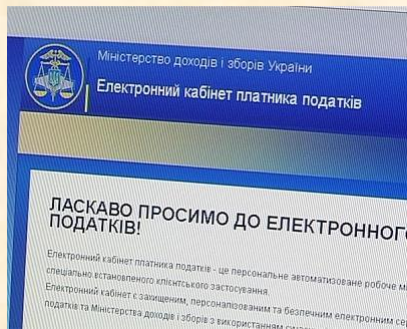 Міністерство доходів і зборів України
Електронний кабінет платника податків
ЛАСКАВО ПРОСИМО ДО ЕЛЕКТРОННОГО
ПОДАТКІВ!
Електронний кабінет платника податків - це персональне автоматизоване робоче
спеціально встановленого клієнтського застосування.
Електронний кабінет є захищеним, персоналізованим та безпечним електронним
податків та Міністерства доходів і зборів з використанням